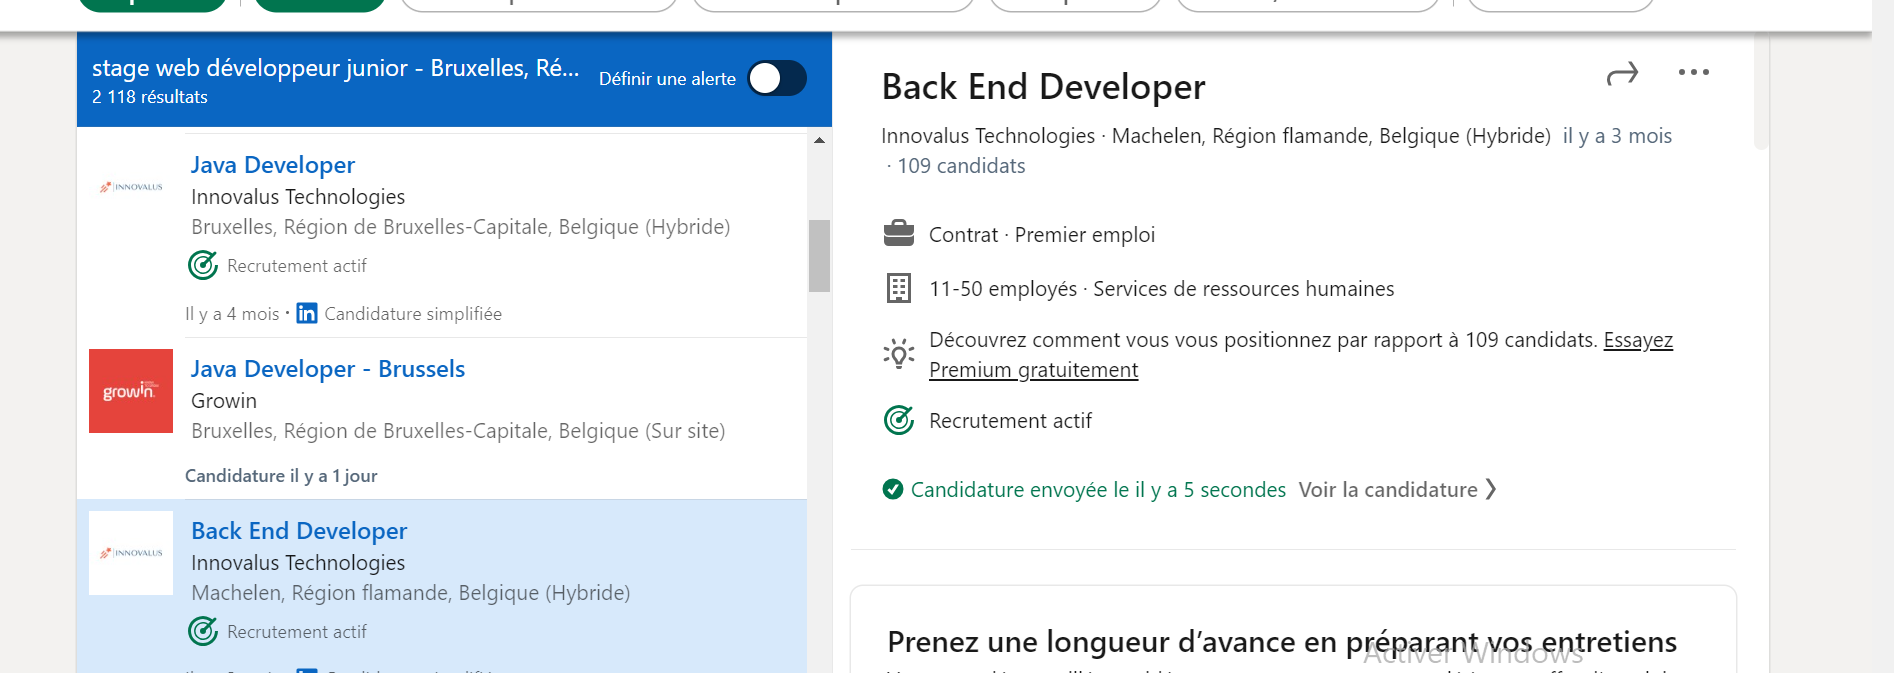 stage web développeur junior - Bruxelles, Ré...
Définir une alerte
2 118 résultats
INNOVALUS
Java Developer
Innovalus Technologies
Bruxelles, Région de Bruxelles-Capitale, Belgique (Hybride)
Recrutement actif
Il y a 4 mois · in Candidature simplifiée
growin
Java Developer - Brussels
Growin
Bruxelles, Région de Bruxelles-Capitale, Belgique (Sur site)
Candidature il y a 1 jour
INNOVALUS
Back End Developer
Innovalus Technologies
Machelen, Région flamande, Belgique (Hybride)
Recrutement actif
Back End Developer
Innovalus Technologies · Machelen, Région flamande, Belgique (Hybride) il y a 3 mois
· 109 candidats
Contrat · Premier emploi
11-50 employés · Services de ressources humaines
Découvrez comment vous vous positionnez par rapport à 109 candidats. Essayez
Premium gratuitement
Recrutement actif
Candidature envoyée le il y a 5 secondes Voir la candidature
Prenez une longueur d’avance en préparant vos entretiens
Activer Windows